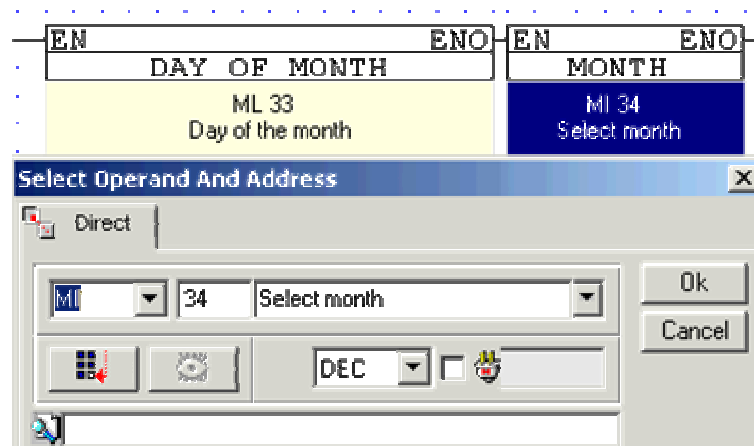 EN ENO EN ENO
DAY OF MONTH MONTH
ML 33 MI 34
Day of the month Select month
Select Operand And Address
Direct
MI 34 Select month Ok
Cancel
DEC